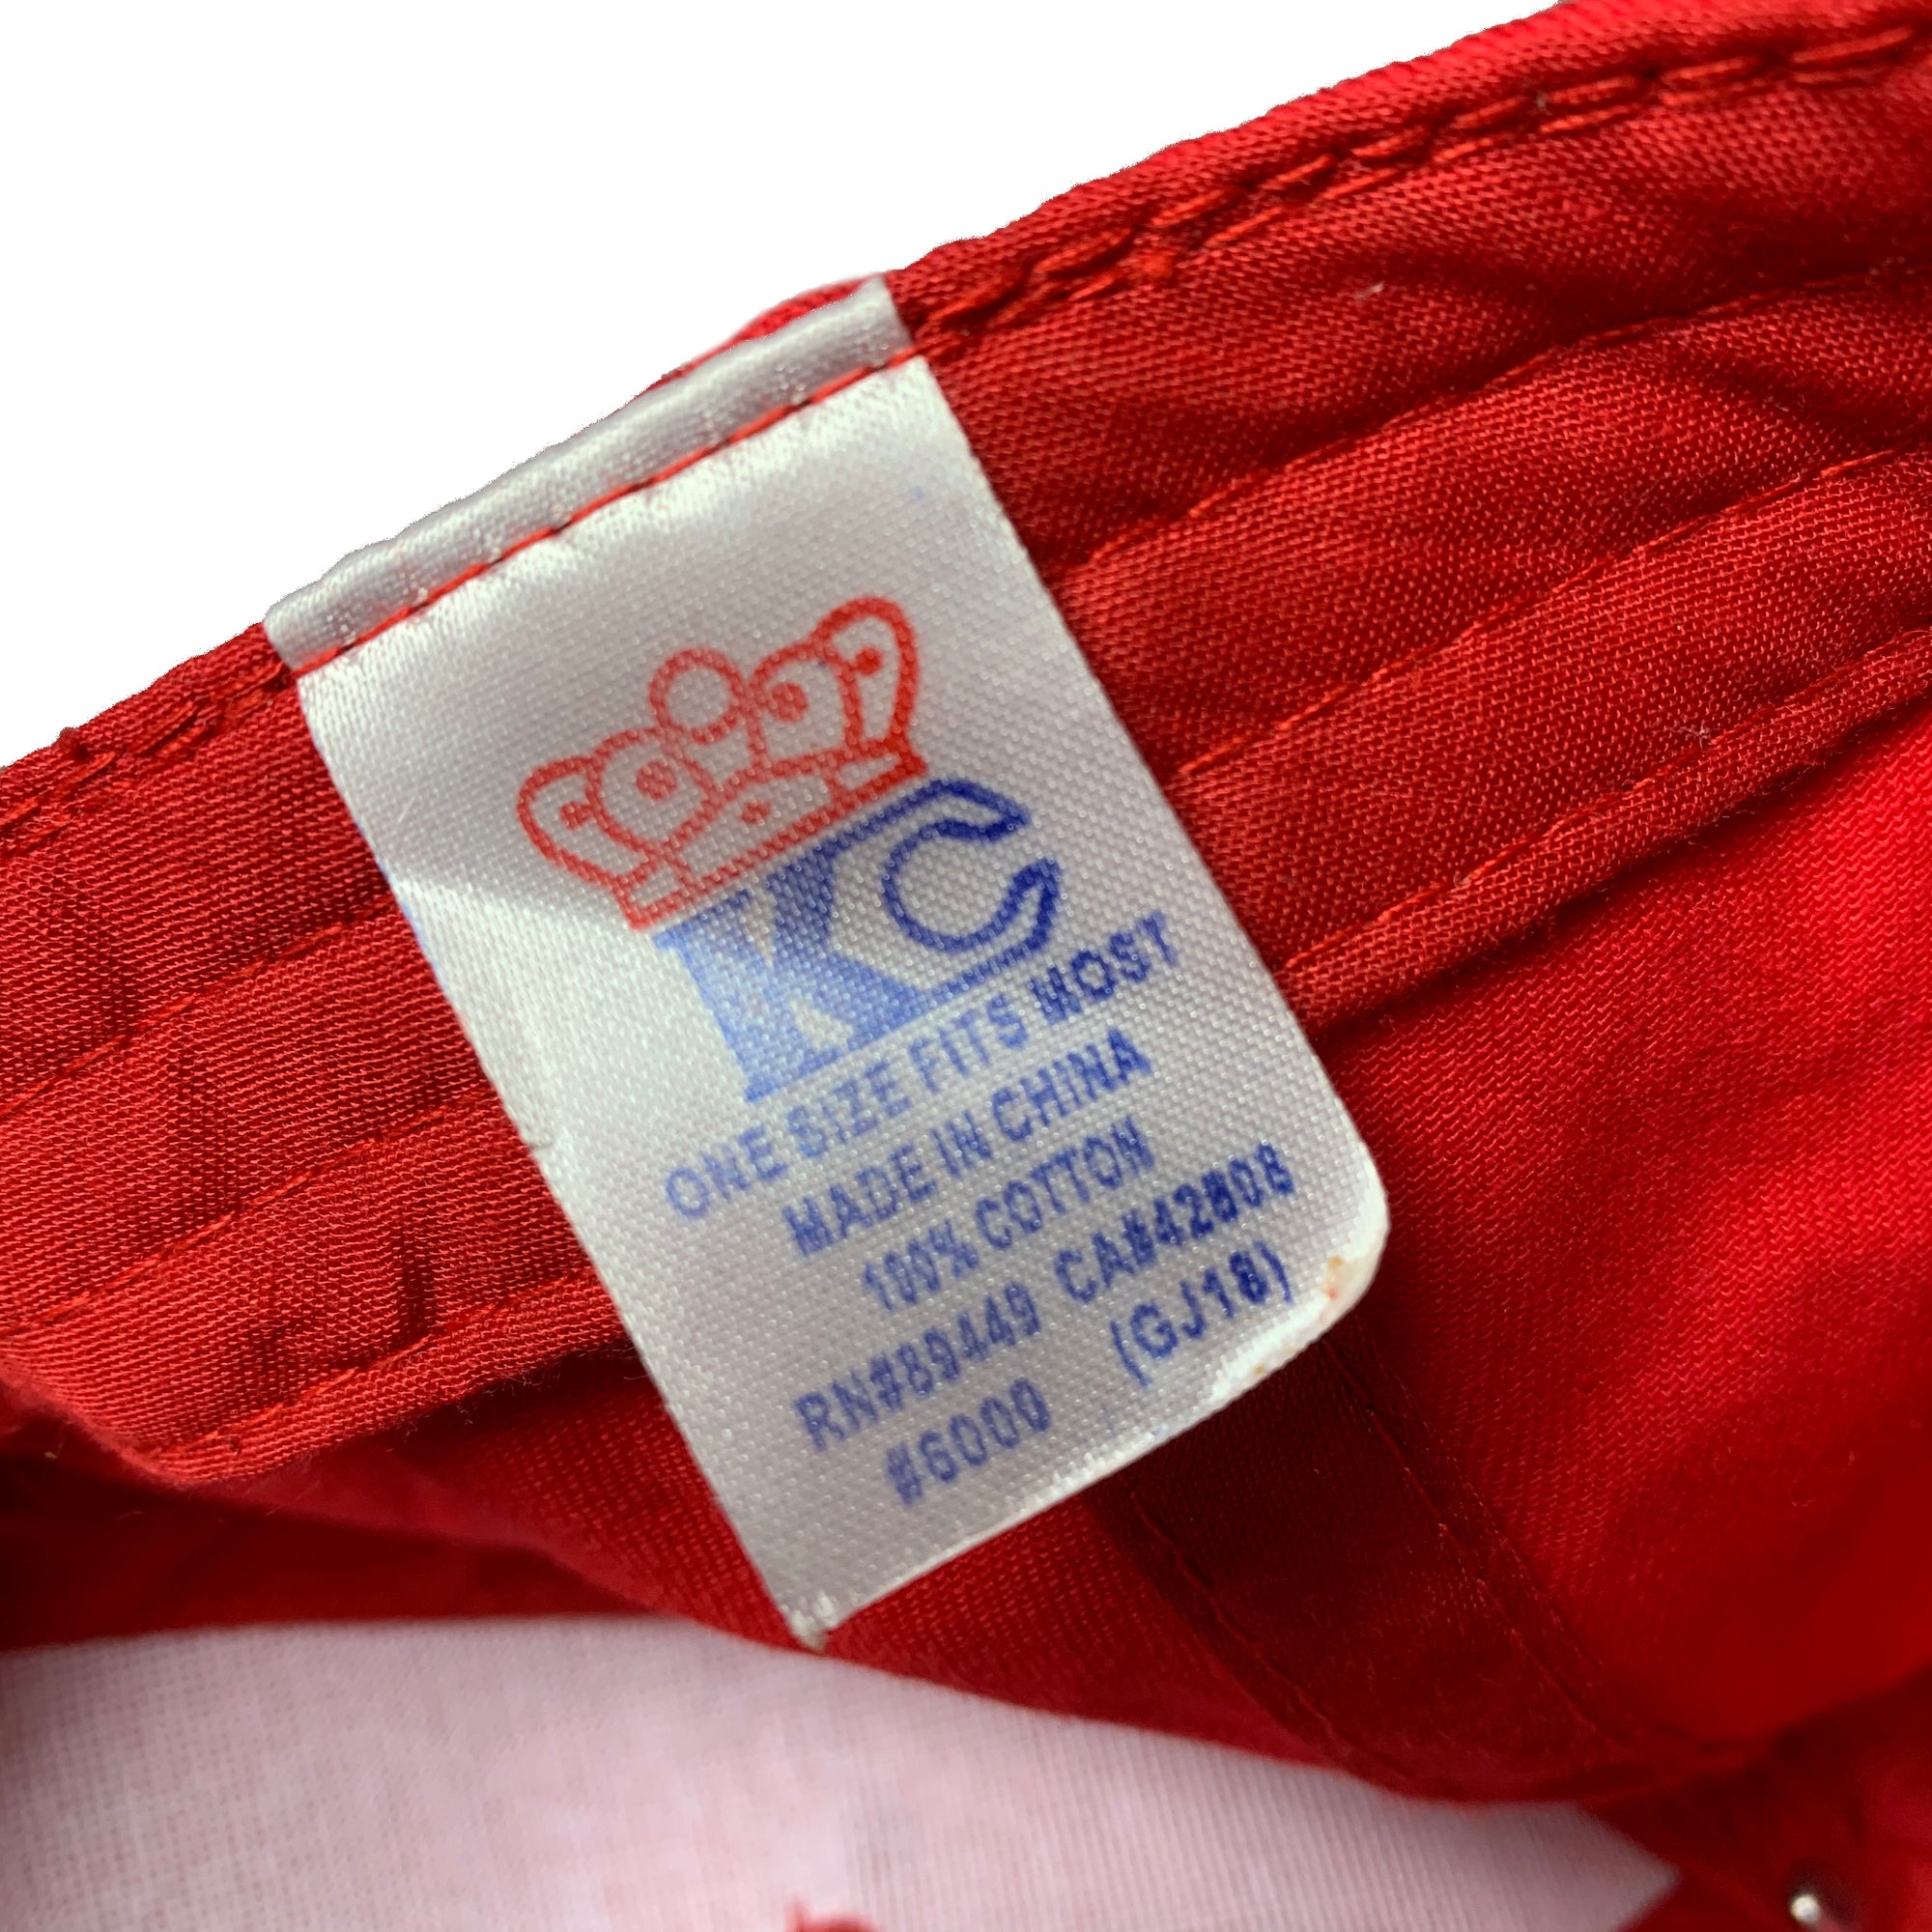 KC
ONE SIZE FITS MOST
MADE IN CHINA
100% COTTON
RN#89449 CA#42808
#6000 (GJ18)